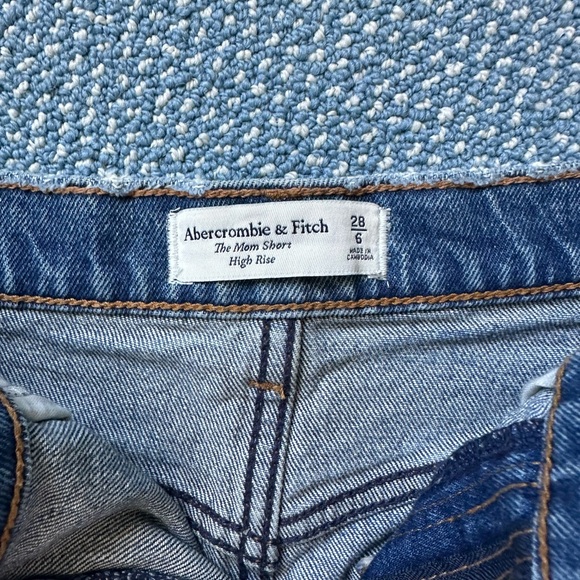 Abercrombie & Fitch
The Mom Short
High Rise
28
6
MADE IN
CAMBODIA